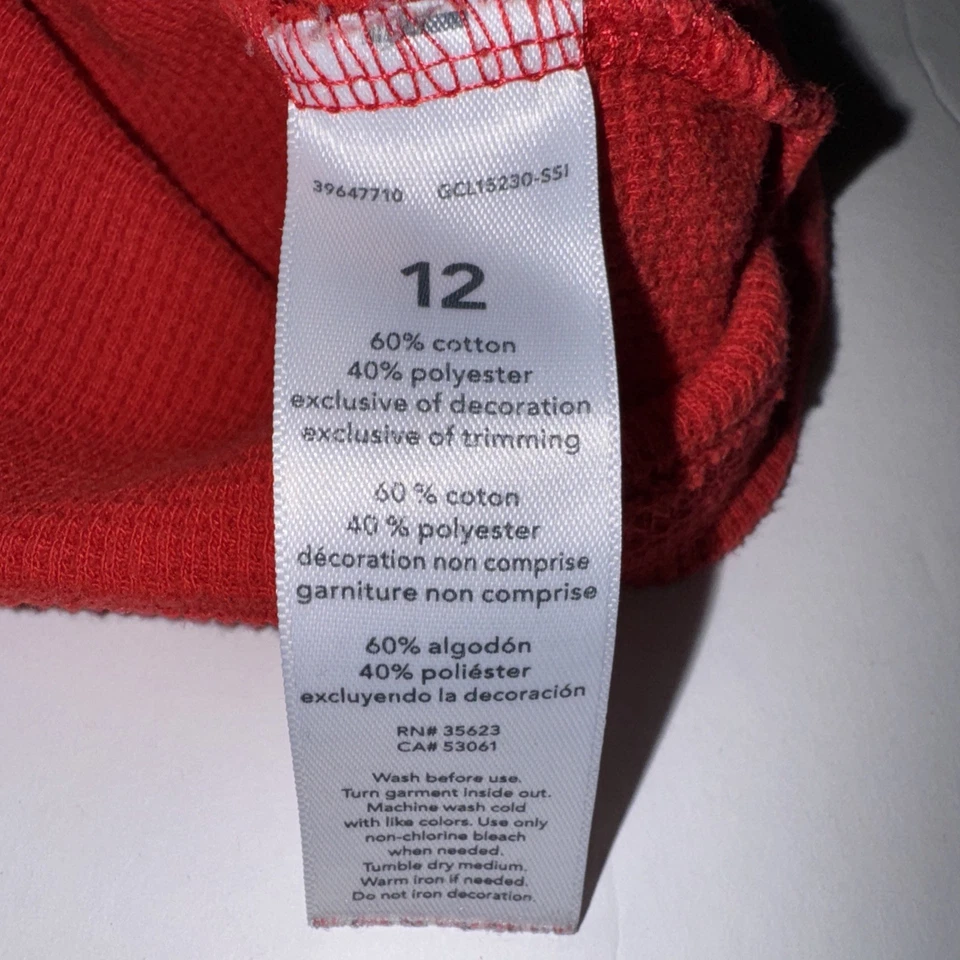 39647710 GCL15230-S5I
12
60% cotton
40% polyester
exclusive of decoration
exclusive of trimming
60 % coton
40 % polyester
décoration non comprise
garniture non comprise
60% algodón
40% poliéster
excluyendo la decoración
RN# 35623
CA# 53061
Wash before use.
Turn garment inside out.
Machine wash cold
with like colors. Use only
non-chlorine bleach
when needed.
Tumble dry medium.
Warm iron if needed.
Do not iron decoration.